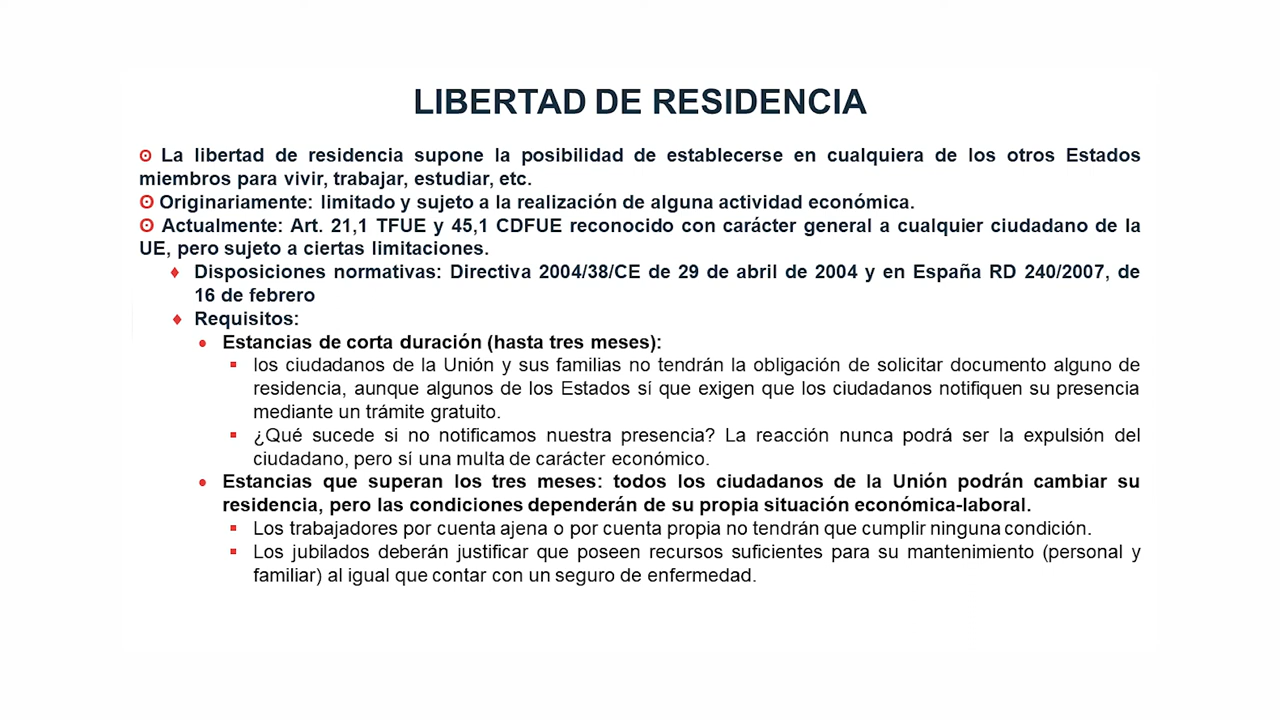 LIBERTAD DE RESIDENCIA
ʘ La libertad de residencia supone la posibilidad de establecerse en cualquiera de los otros Estados
miembros para vivir, trabajar, estudiar, etc.
ʘ Originariamente: limitado y sujeto a la realización de alguna actividad económica.
ʘ Actualmente: Art. 21,1 TFUE y 45,1 CDFUE reconocido con carácter general a cualquier ciudadano de la
UE, pero sujeto a ciertas limitaciones.
♦ Disposiciones normativas: Directiva 2004/38/CE de 29 de abril de 2004 y en España RD 240/2007, de
16 de febrero
♦ Requisitos:
• Estancias de corta duración (hasta tres meses):
▪ los ciudadanos de la Unión y sus familias no tendrán la obligación de solicitar documento alguno de
residencia, aunque algunos de los Estados sí que exigen que los ciudadanos notifiquen su presencia
mediante un trámite gratuito.
▪ ¿Qué sucede si no notificamos nuestra presencia? La reacción nunca podrá ser la expulsión del
ciudadano, pero sí una multa de carácter económico.
• Estancias que superan los tres meses: todos los ciudadanos de la Unión podrán cambiar su
residencia, pero las condiciones dependerán de su propia situación económica-laboral.
▪ Los trabajadores por cuenta ajena o por cuenta propia no tendrán que cumplir ninguna condición.
▪ Los jubilados deberán justificar que poseen recursos suficientes para su mantenimiento (personal y
familiar) al igual que contar con un seguro de enfermedad.